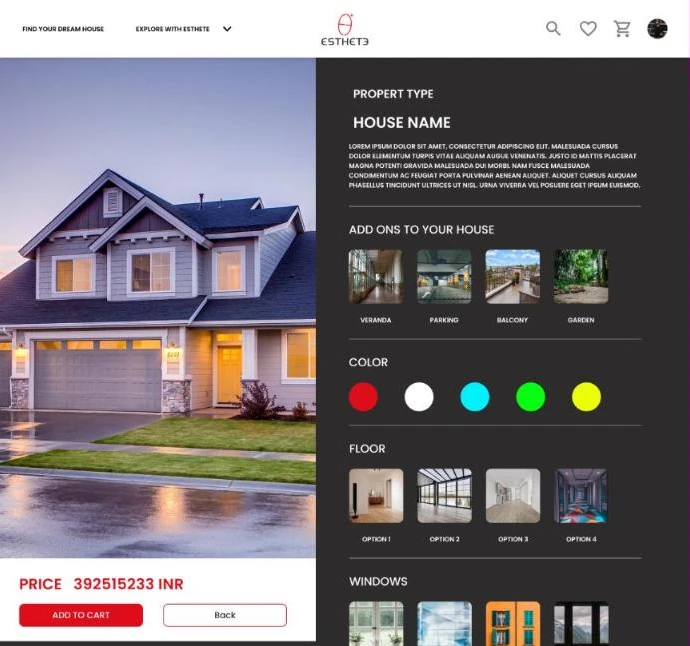 FIND YOUR DREAM HOUSE
EXPLORE WITH ESTHETE
ESTHETE
PROPERT TYPE
HOUSE NAME
LOREM IPSUM DOLOR SIT AMET, CONSECTETUR ADIPISCING ELIT. MALESUADA CURSUS
DOLOR ELEMENTUM TURPIS VITAE ALIQUAM AUGUE VENENATIS. JUSTO ID MATTIS PLACERAT
MAGNA POTENTI GRAVIDA MALESUADA DUI MORBI. NAM FUSCE MALESUADA
CONDIMENTUM AC FEUGIAT PORTA PULVINAR AENEAN ALIQUET. ALIQUET CURSUS ALIQUAM
PHASELLUS TINCIDUNT ULTRICES UT NISL. URNA VIVERRA VEL POSUERE EGET IPSUM EUISMOD.
ADD ONS TO YOUR HOUSE
VERANDA
PARKING
BALCONY
GARDEN
COLOR
FLOOR
OPTION 1
OPTION 2
OPTION 3
OPTION 4
WINDOWS
PRICE 392515233 INR
ADD TO CART
Back